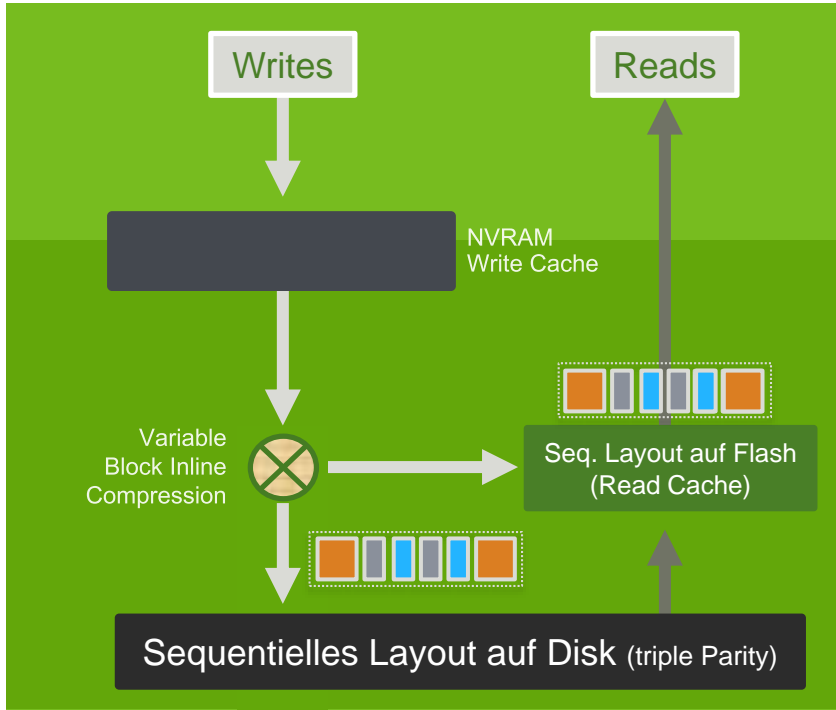 Writes
Reads
NVRAM
Write Cache
Variable
Block Inline
Compression
Seq. Layout auf Flash
(Read Cache)
Sequentielles Layout auf Disk (triple Parity)